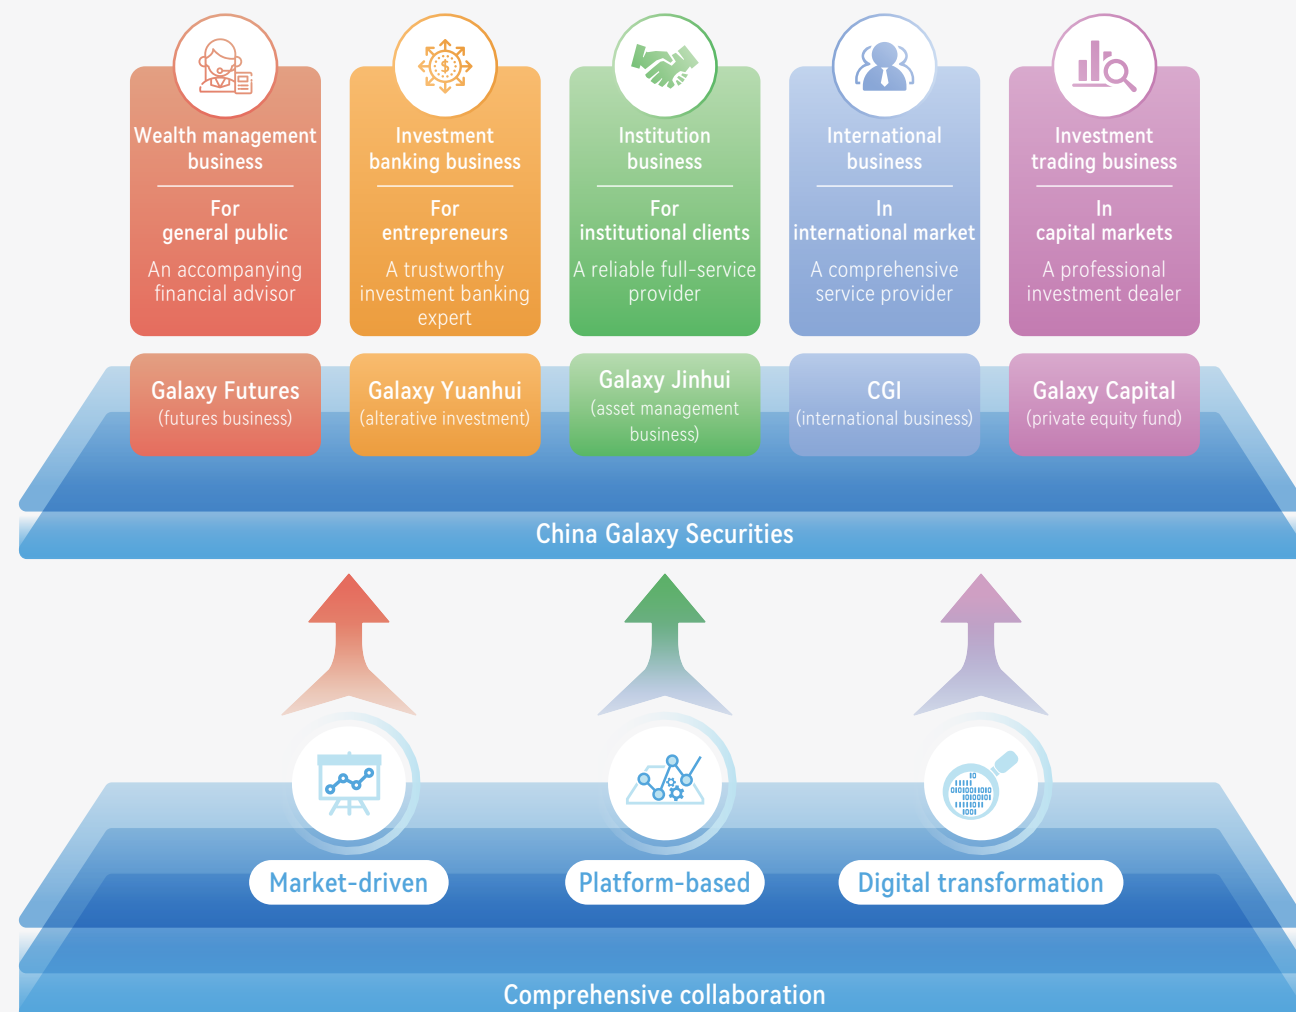 Wealth management
business
For
general public
An accompanying
financial advisor
Investment
banking business
For
entrepreneurs
A trustworthy
investment banking
expert
Institution
business
For
institutional clients
A reliable full-service
provider
International
business
In
international market
A comprehensive
service provider
Investment
trading business
In
capital markets
A professional
investment dealer
Galaxy Futures
(futures business)
Galaxy Yuanhui
(alterative investment)
Galaxy Jinhui
(asset management
business)
CGI
(international business)
Galaxy Capital
(private equity fund)
China Galaxy Securities
Market-driven
Platform-based
Digital transformation
Comprehensive collaboration